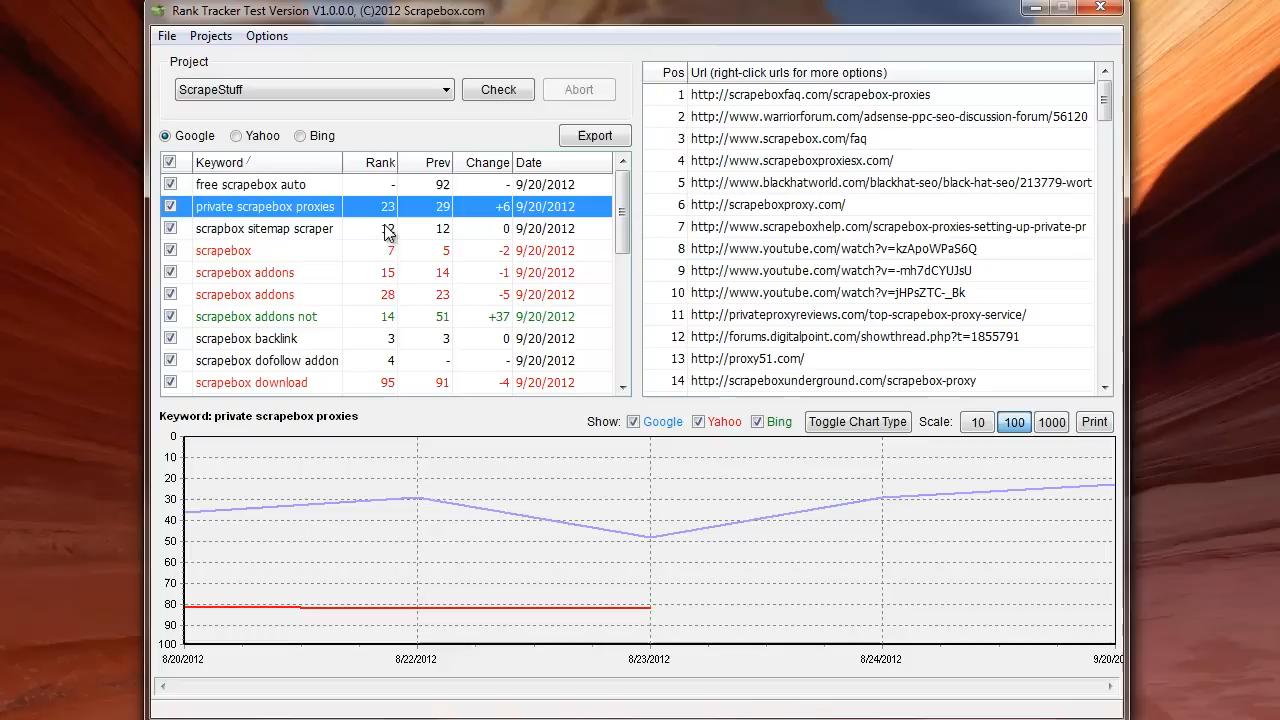 Rank Tracker Test Version V1.0.0.0, (C)2012 Scrapebox.com
File Projects Options
Project
ScrapeStuff Check Abort
Google Yahoo Bing Export
Keyword Rank Prev Change Date
free scrapebox auto - 92 - 9/20/2012
private scrapebox proxies 23 29 +6 9/20/2012
scrapbox sitemap scraper 12 0 9/20/2012
scrapebox 7 5 -2 9/20/2012
scrapebox addons 15 14 -1 9/20/2012
scrapebox addons 28 23 -5 9/20/2012
scrapebox addons not 14 51 +37 9/20/2012
scrapebox backlink 3 3 0 9/20/2012
scrapebox dofollow addon 4 - - 9/20/2012
scrapebox download 95 91 -4 9/20/2012
Pos Url (right-click urls for more options)
1 http://scrapeboxfaq.com/scrapebox-proxies
2 http://www.warriorforum.com/adsense-ppc-seo-discussion-forum/56120
3 http://www.scrapebox.com/faq
4 http://www.scrapeboxproxiesx.com/
5 http://www.blackhatworld.com/blackhat-seo/black-hat-seo/213779-wort
6 http://scrapeboxproxy.com/
7 http://www.scrapeboxhelp.com/scrapebox-proxies-setting-up-private-pr
8 http://www.youtube.com/watch?v=kzApoWPaS6Q
9 http://www.youtube.com/watch?v=-mh7dCYUJsU
10 http://www.youtube.com/watch?v=jHPsZTC-_Bk
11 http://privateproxyreviews.com/top-scrapebox-proxy-service/
12 http://forums.digitalpoint.com/showthread.php?t=1855791
13 http://proxy51.com/
14 http://scrapeboxunderground.com/scrapebox-proxy
Keyword: private scrapebox proxies Show: Google Yahoo Bing Toggle Chart Type Scale: 10 100 1000 Print
0
10
20
30
40
50
60
70
80
90
100
8/20/2012 8/22/2012 8/23/2012 8/24/2012 9/20/20